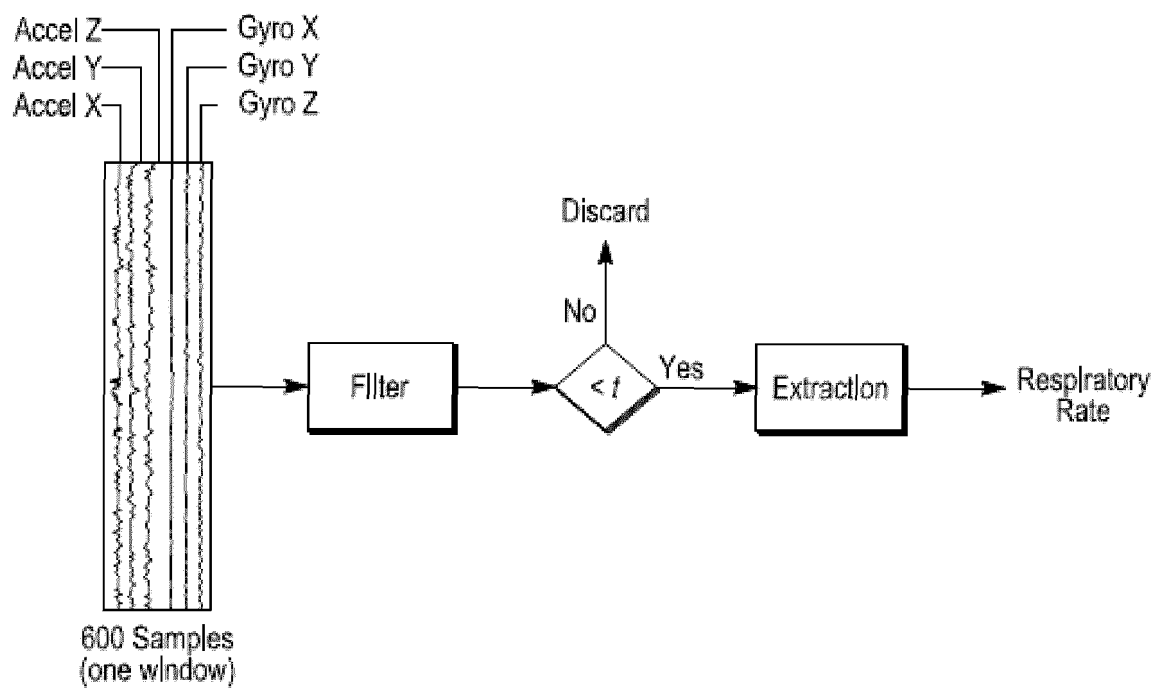 Accel Z
Gyro X
Accel Y
Gyro Y
Accel X
Gyro Z
Discard
No
Filter
< t
Yes
Extraction
Respiratory
Rate
600 Samples
(one window)